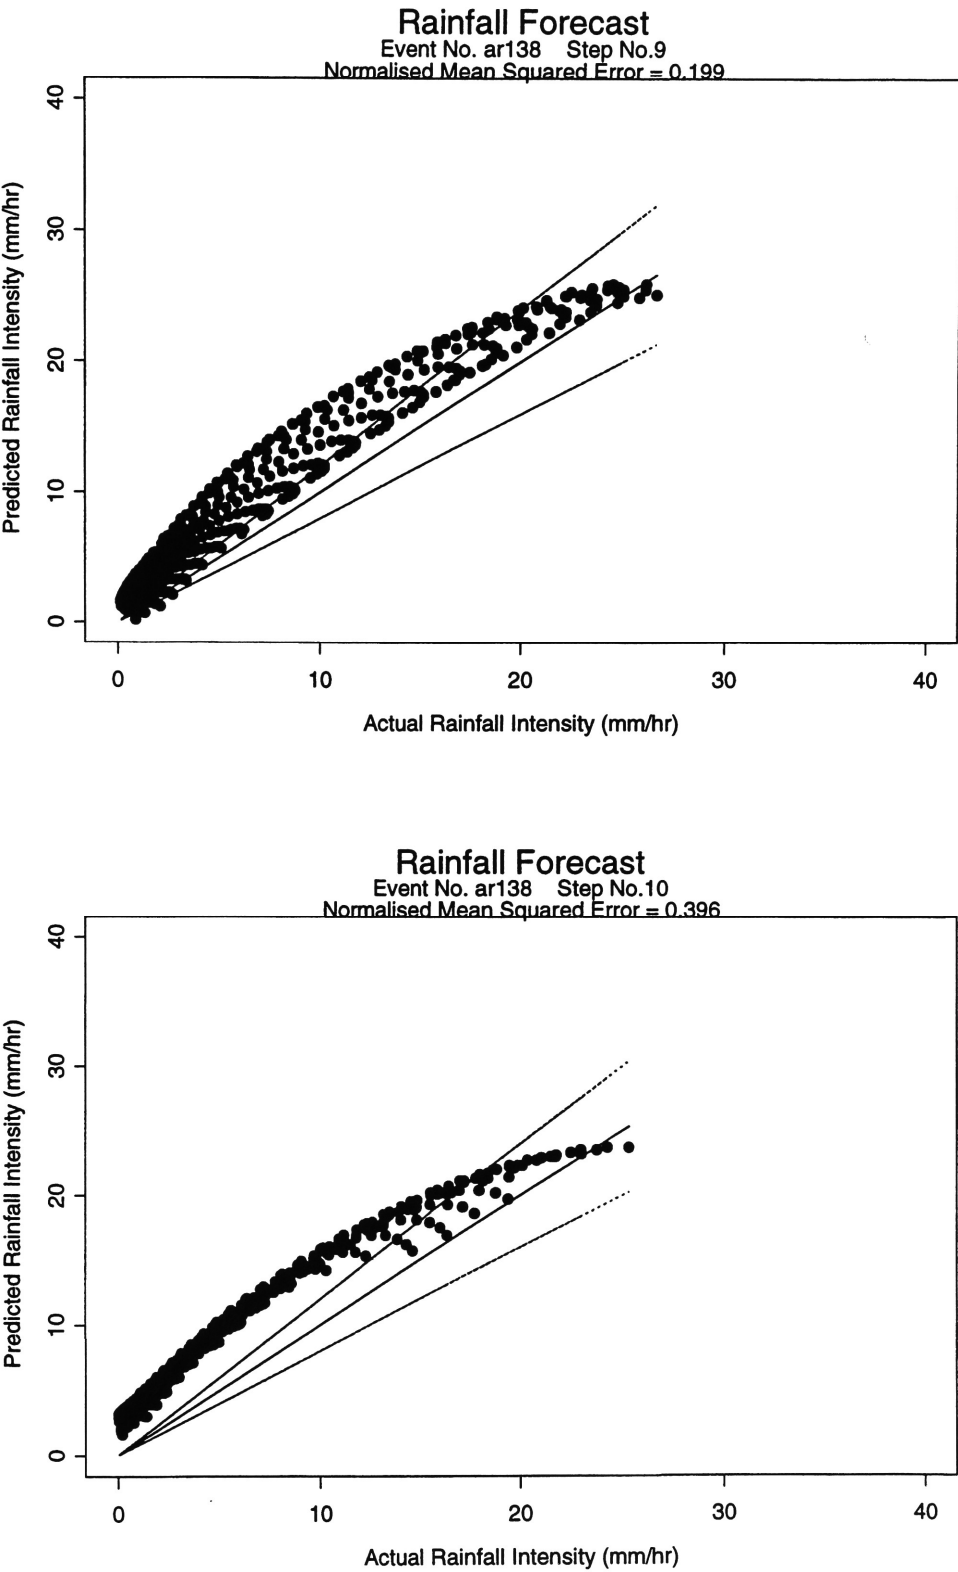 Rainfall Forecast
Event No. ar138 Step No.9
Normalised Mean Squared Error = 0.199
40
30
20
10
0
Predicted Rainfall Intensity (mm/hr)
0 10 20 30 40
Actual Rainfall Intensity (mm/hr)
Rainfall Forecast
Event No. ar138 Step No.10
Normalised Mean Squared Error = 0.396
40
30
20
10
0
Predicted Rainfall Intensity (mm/hr)
0 10 20 30 40
Actual Rainfall Intensity (mm/hr)